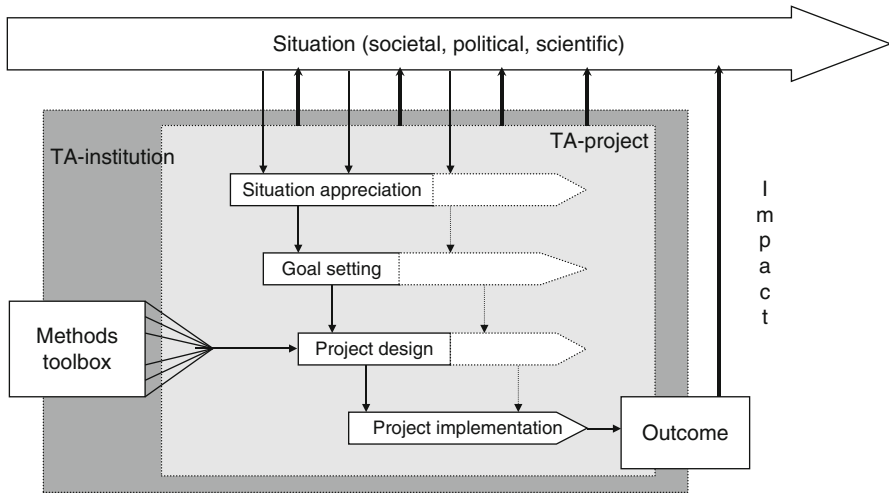 Situation (societal, political, scientific)
TA-institution
TA-project
Situation appreciation
Goal setting
Methods
toolbox
Project design
Project implementation
Outcome
Impact